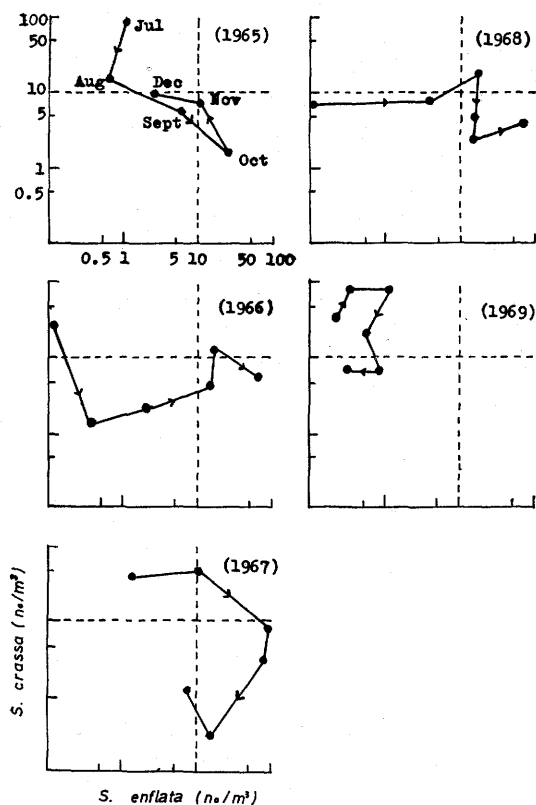 100
50
10
5
1
0.5
Jul
(1965)
Aug
Dec
Nov
Sept
Oct
0.5 1 5 10 50 100
(1968)
(1966)
(1969)
(1967)
S. crassa (no/m³)
S. enflata (no/m³)